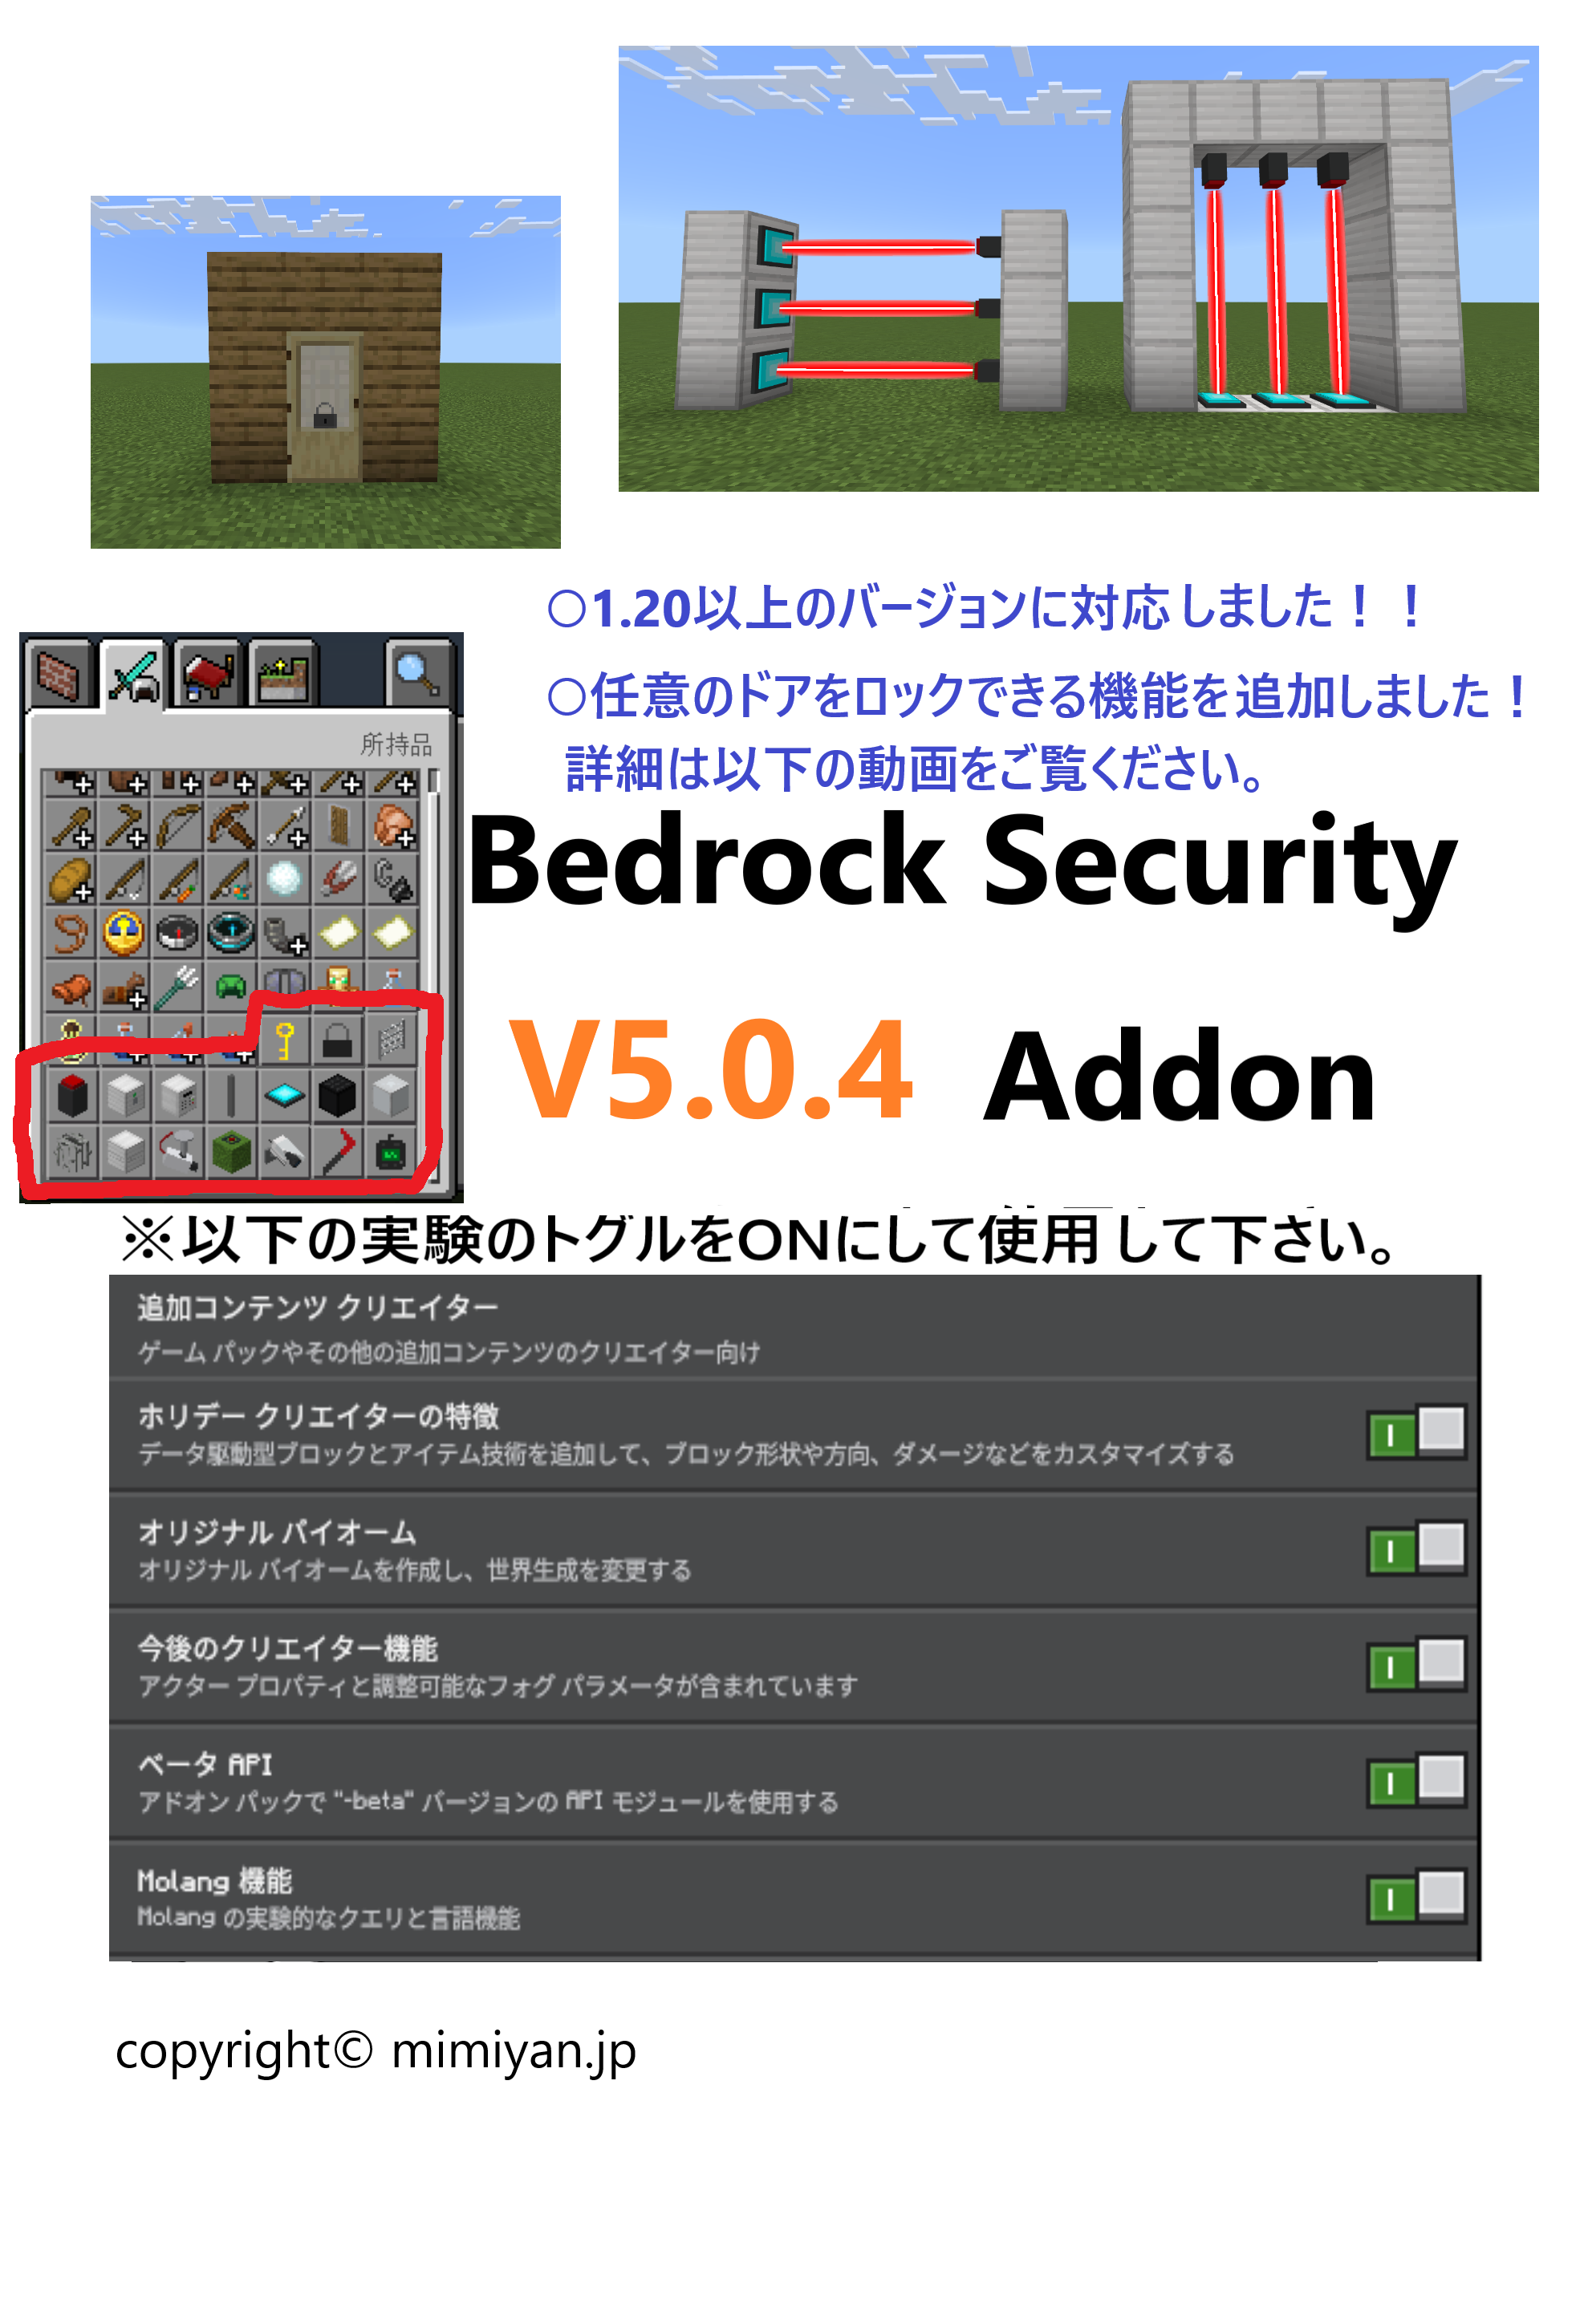 〇1.20以上のバージョンに対応しました！！
〇任意のドアをロックできる機能を追加しました！
詳細は以下の動画をご覧ください。
所持品
Bedrock Security
V5.0.4 Addon
※以下の実験のトグルをONにして使用して下さい。
追加コンテンツ クリエイター
ゲーム パックやその他の追加コンテンツのクリエイター向け
ホリデー クリエイターの特徴
データ駆動型ブロックとアイテム技術を追加して、ブロック形状や方向、ダメージなどをカスタマイズする
オリジナル バイオーム
オリジナル バイオームを作成し、世界生成を変更する
今後のクリエイター機能
アクター プロパティと調整可能なフォグ パラメータが含まれています
ベータ API
アドオン パックで "-beta" バージョンの API モジュールを使用する
Molang 機能
Molang の実験的なクエリと言語機能
copyright© mimiyan.jp